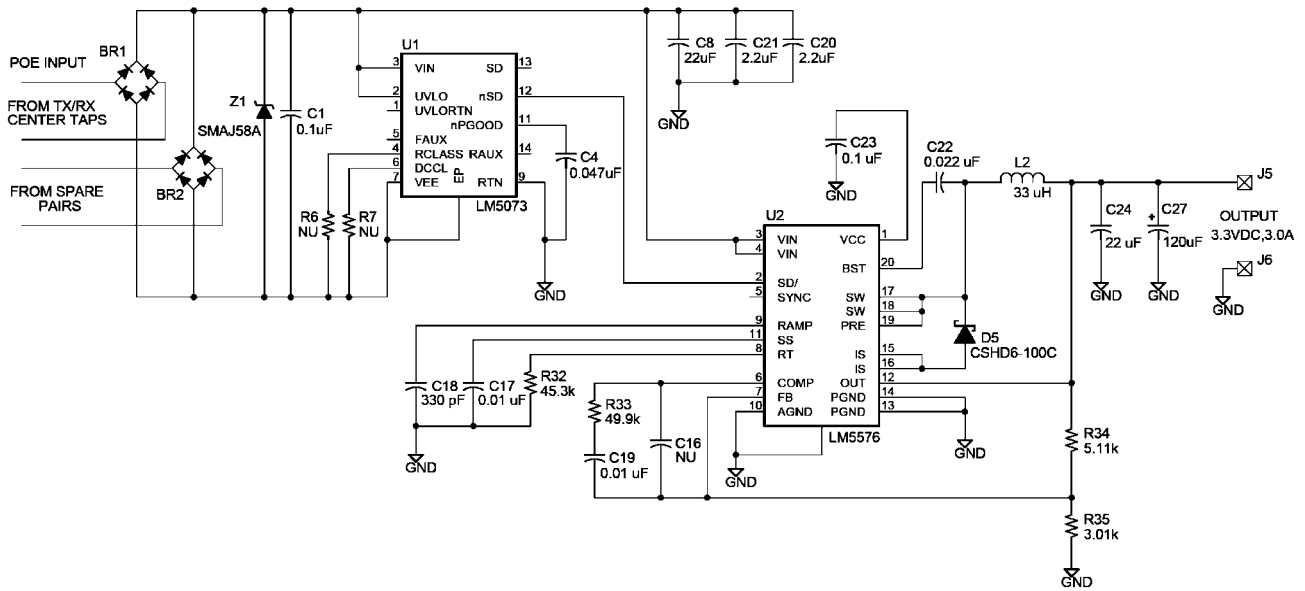 POE INPUT
BR1
FROM TX/RX
CENTER TAPS
FROM SPARE
PAIRS
BR2
Z1
SMAJ58A
C1
0.1uF
R6
NU
R7
NU
U1
3 VIN
2 UVLO
1 UVLORTN
5 FAUX
4 RCLASS
6 DCCL
7 VEE
EP
SD 13
nSD 12
nPGOOD 11
RAUX 14
RTN 9
LM5073
C4
0.047uF
GND
C8
22uF
C21
2.2uF
C20
2.2uF
GND
C23
0.1 uF
GND
C22
0.022 uF
L2
33 uH
U2
3 VIN
4 VIN
2 SD/
5 SYNC
9 RAMP
11 SS
8 RT
6 COMP
7 FB
10 AGND
VCC 1
BST 20
SW 17
SW 18
PRE 19
IS 15
IS 16
OUT 12
PGND 14
PGND 13
LM5576
D5
CSHD6-100C
C24
22 uF
GND
+
C27
120uF
GND
J5
OUTPUT
3.3VDC,3.0A
J6
GND
C18
330 pF
C17
0.01 uF
R32
45.3k
GND
R33
49.9k
C19
0.01 uF
C16
NU
GND
GND
R34
5.11k
R35
3.01k
GND